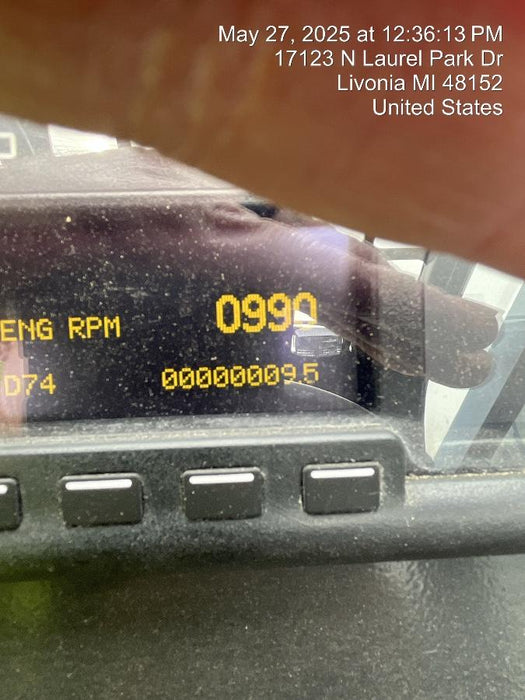 May 27, 2025 at 12:36:13 PM
17123 N Laurel Park Dr
Livonia MI 48152
United States
ENG RPM 0990
D74 0000000095